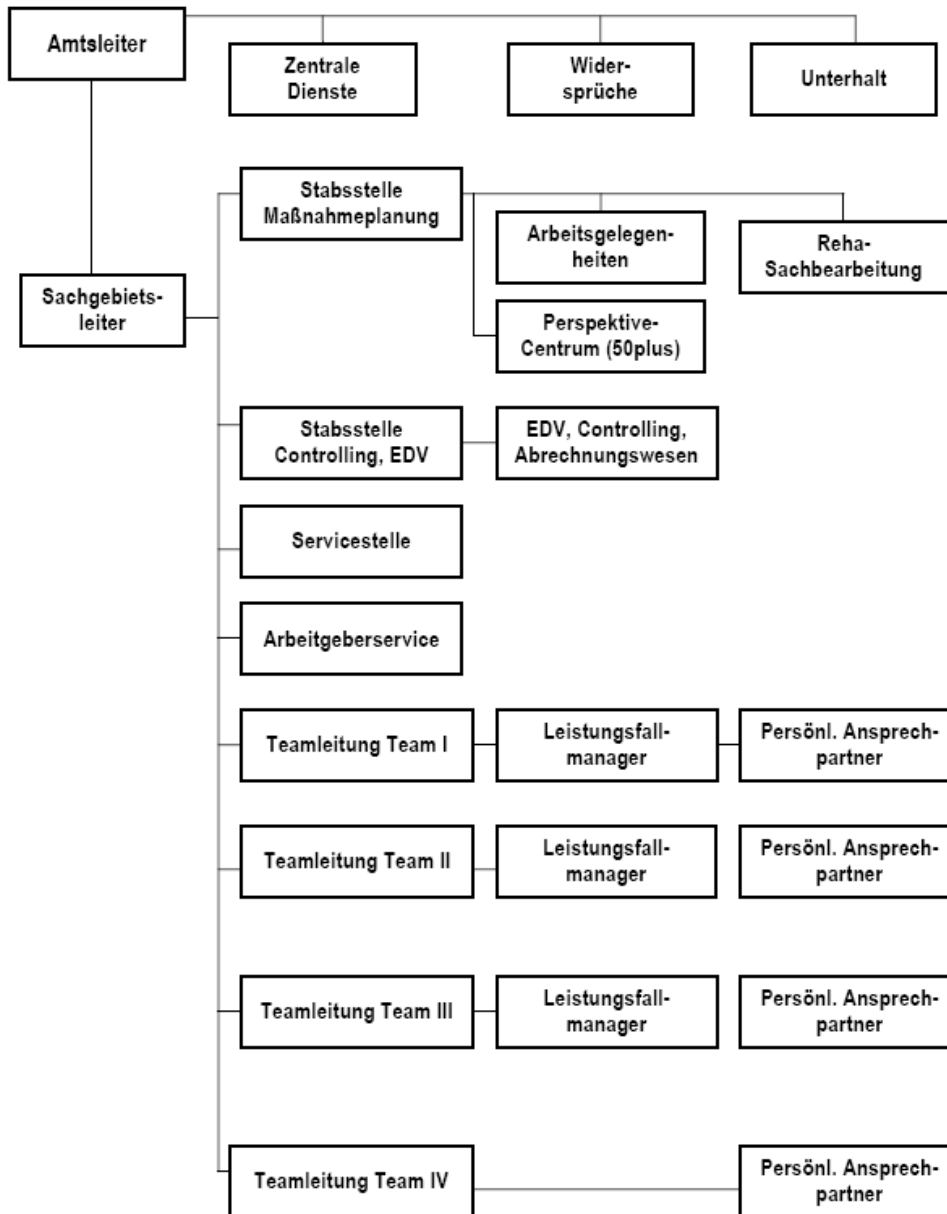 Amtsleiter
Zentrale
Dienste
Wider-
sprüche
Unterhalt
Stabsstelle
Maßnahmeplanung
Arbeitsgelegen-
heiten
Reha-
Sachbearbeitung
Sachgebiets-
leiter
Perspektive-
Centrum (50plus)
Stabsstelle
Controlling, EDV
EDV, Controlling,
Abrechnungswesen
Servicestelle
Arbeitgeberservice
Teamleitung Team I
Leistungsfall-
manager
Persönl. Ansprech-
partner
Teamleitung Team II
Leistungsfall-
manager
Persönl. Ansprech-
partner
Teamleitung Team III
Leistungsfall-
manager
Persönl. Ansprech-
partner
Teamleitung Team IV
Persönl. Ansprech-
partner